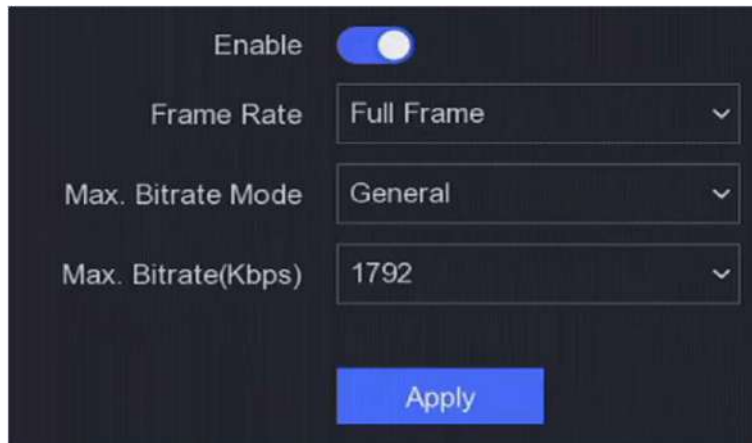 Enable
Frame Rate Full Frame
Max. Bitrate Mode General
Max. Bitrate(Kbps) 1792
Apply